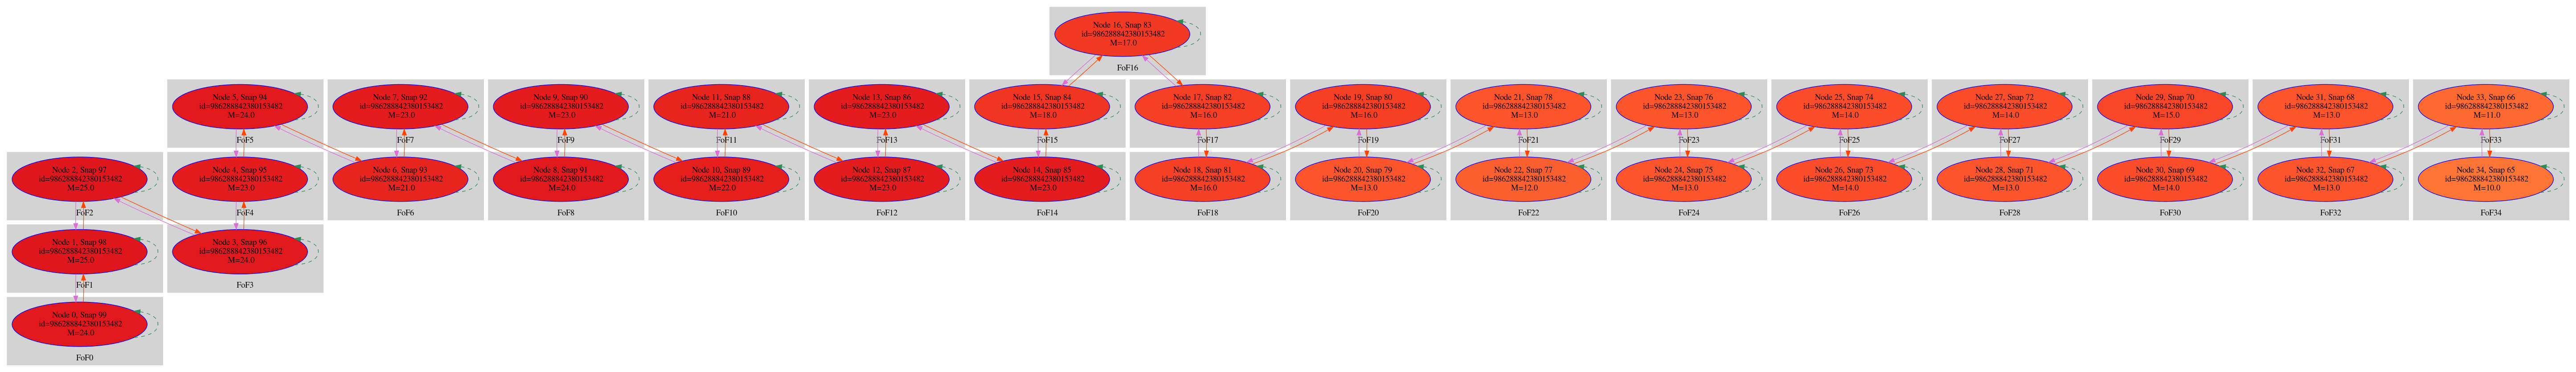 Node 16, Snap 83
id=986288842380153482
M=17.0
FoF16
Node 5, Snap 94
id=986288842380153482
M=24.0
FoF5
Node 7, Snap 92
id=986288842380153482
M=23.0
FoF7
Node 9, Snap 90
id=986288842380153482
M=23.0
FoF9
Node 11, Snap 88
id=986288842380153482
M=21.0
FoF11
Node 13, Snap 86
id=986288842380153482
M=23.0
FoF13
Node 15, Snap 84
id=986288842380153482
M=18.0
FoF15
Node 17, Snap 82
id=986288842380153482
M=16.0
FoF17
Node 19, Snap 80
id=986288842380153482
M=16.0
FoF19
Node 21, Snap 78
id=986288842380153482
M=13.0
FoF21
Node 23, Snap 76
id=986288842380153482
M=13.0
FoF23
Node 25, Snap 74
id=986288842380153482
M=14.0
FoF25
Node 27, Snap 72
id=986288842380153482
M=14.0
FoF27
Node 29, Snap 70
id=986288842380153482
M=15.0
FoF29
Node 31, Snap 68
id=986288842380153482
M=13.0
FoF31
Node 33, Snap 66
id=986288842380153482
M=11.0
FoF33
Node 2, Snap 97
id=986288842380153482
M=25.0
FoF2
Node 4, Snap 95
id=986288842380153482
M=23.0
FoF4
Node 6, Snap 93
id=986288842380153482
M=21.0
FoF6
Node 8, Snap 91
id=986288842380153482
M=24.0
FoF8
Node 10, Snap 89
id=986288842380153482
M=22.0
FoF10
Node 12, Snap 87
id=986288842380153482
M=23.0
FoF12
Node 14, Snap 85
id=986288842380153482
M=23.0
FoF14
Node 18, Snap 81
id=986288842380153482
M=16.0
FoF18
Node 20, Snap 79
id=986288842380153482
M=13.0
FoF20
Node 22, Snap 77
id=986288842380153482
M=12.0
FoF22
Node 24, Snap 75
id=986288842380153482
M=13.0
FoF24
Node 26, Snap 73
id=986288842380153482
M=14.0
FoF26
Node 28, Snap 71
id=986288842380153482
M=13.0
FoF28
Node 30, Snap 69
id=986288842380153482
M=14.0
FoF30
Node 32, Snap 67
id=986288842380153482
M=13.0
FoF32
Node 34, Snap 65
id=986288842380153482
M=10.0
FoF34
Node 1, Snap 98
id=986288842380153482
M=25.0
FoF1
Node 3, Snap 96
id=986288842380153482
M=24.0
FoF3
Node 0, Snap 99
id=986288842380153482
M=24.0
FoF0